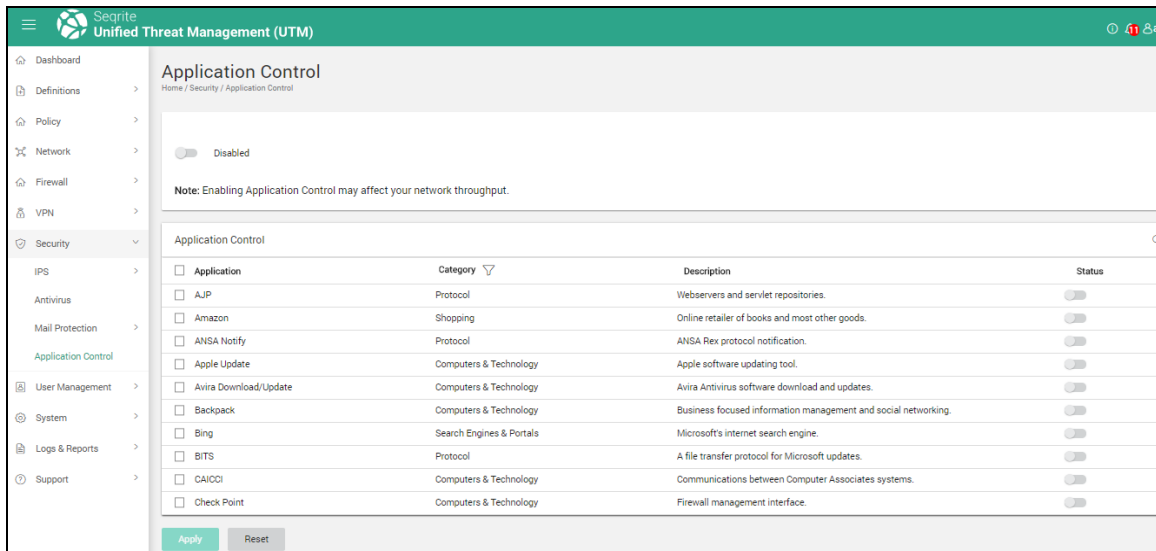 Seqrite
Unified Threat Management (UTM)
11
Dashboard
Definitions
Policy
Network
Firewall
VPN
Security
IPS
Antivirus
Mail Protection
Application Control
User Management
System
Logs & Reports
Support
Application Control
Home / Security / Application Control
Disabled
Note: Enabling Application Control may affect your network throughput.
Application Control
Application Category Description Status
AJP Protocol Webservers and servlet repositories.
Amazon Shopping Online retailer of books and most other goods.
ANSA Notify Protocol ANSA Rex protocol notification.
Apple Update Computers & Technology Apple software updating tool.
Avira Download/Update Computers & Technology Avira Antivirus software download and updates.
Backpack Computers & Technology Business focused information management and social networking.
Bing Search Engines & Portals Microsoft's internet search engine.
BITS Protocol A file transfer protocol for Microsoft updates.
CAICCI Computers & Technology Communications between Computer Associates systems.
Check Point Computers & Technology Firewall management interface.
Apply Reset